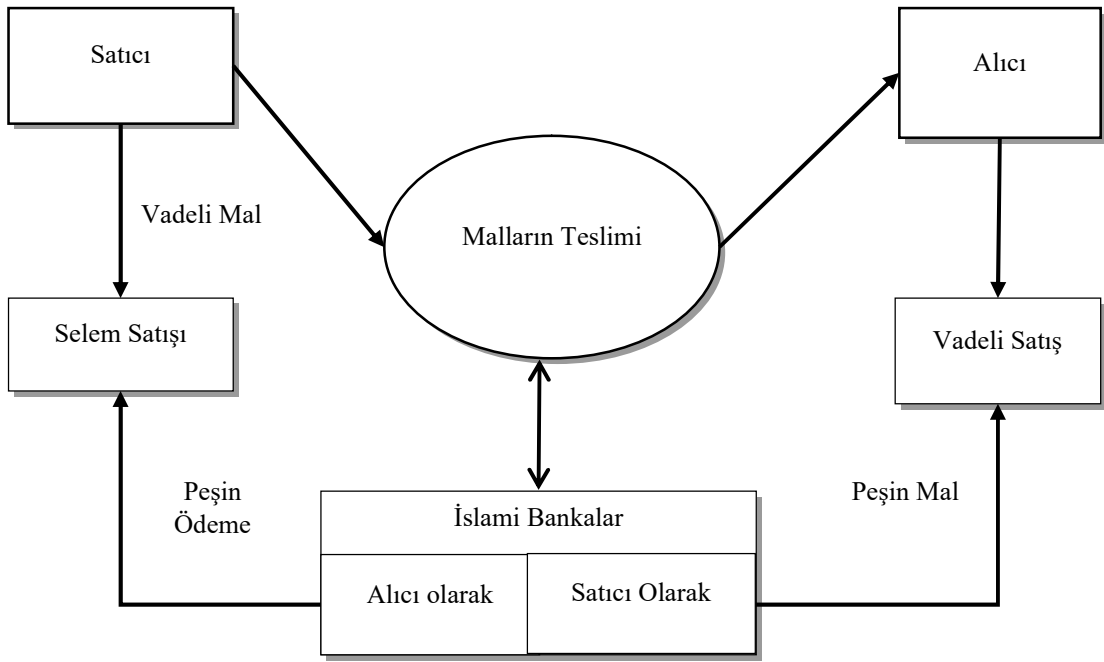 Satıcı
Alıcı
Vadeli Mal
Malların Teslimi
Selem Satışı
Vadeli Satış
Peşin
Ödeme
Peşin Mal
İslami Bankalar
Alıcı olarak
Satıcı Olarak